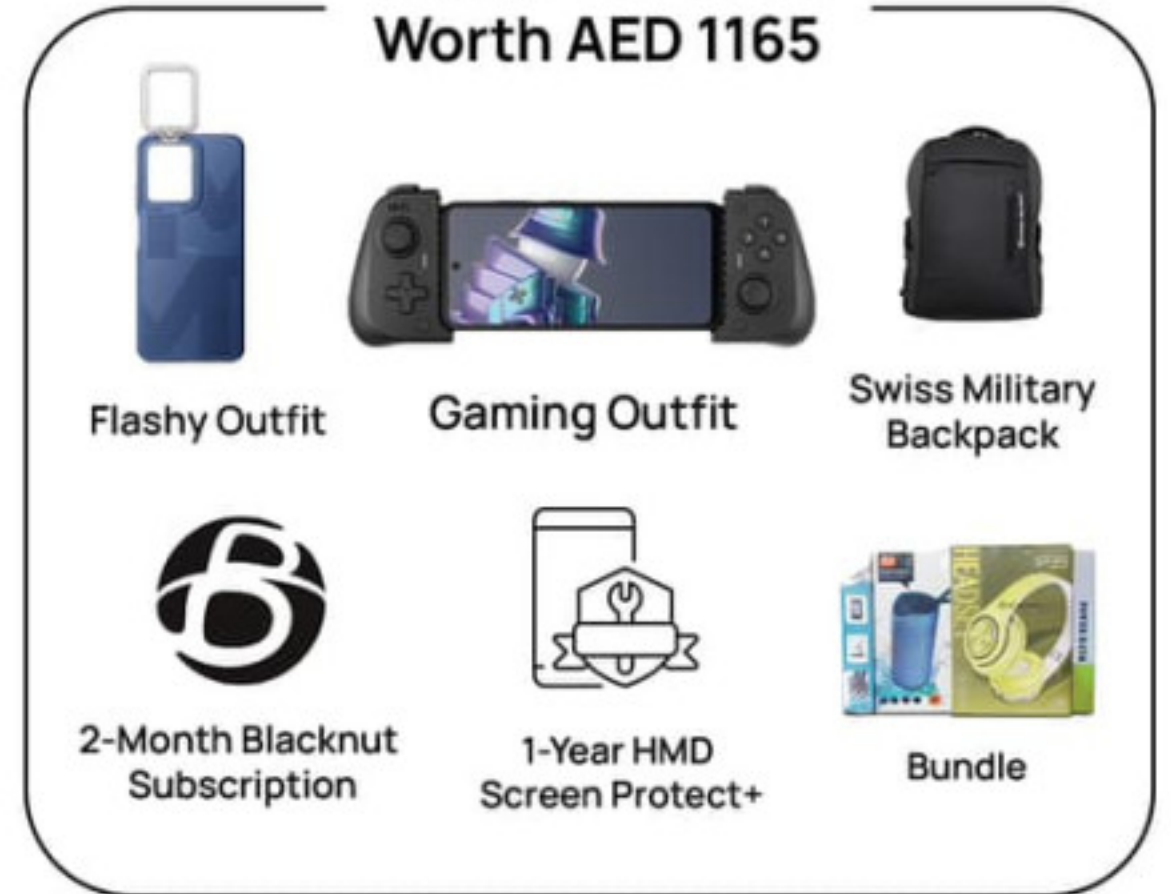 Worth AED 1165
Flashy Outfit
Gaming Outfit
Swiss Military
Backpack
2-Month Blacknut
Subscription
1-Year HMD
Screen Protect+
Bundle
HEADSET